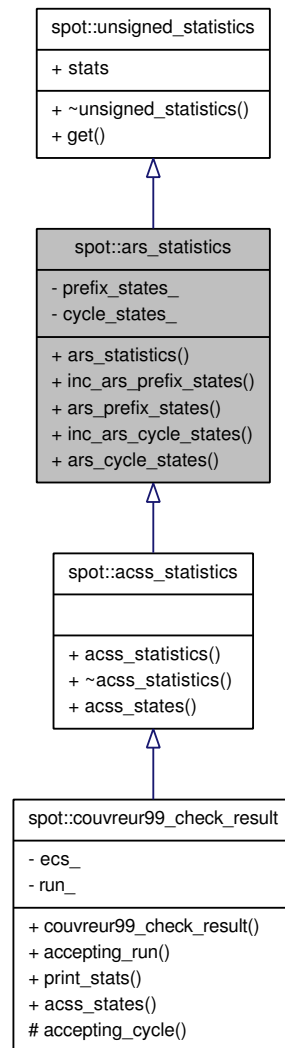 spot::unsigned_statistics
+ stats
+ ~unsigned_statistics()
+ get()
spot::ars_statistics
- prefix_states_
- cycle_states_
+ ars_statistics()
+ inc_ars_prefix_states()
+ ars_prefix_states()
+ inc_ars_cycle_states()
+ ars_cycle_states()
spot::acss_statistics
+ acss_statistics()
+ ~acss_statistics()
+ acss_states()
spot::couvreur99_check_result
- ecs_
- run_
+ couvreur99_check_result()
+ accepting_run()
+ print_stats()
+ acss_states()
# accepting_cycle()